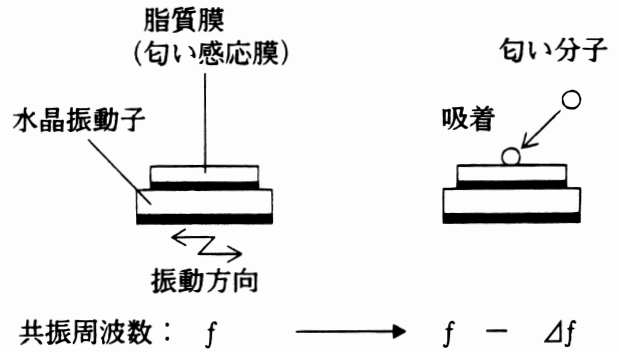 脂質膜
(匂い感応膜)
匂い分子
水晶振動子
吸着
振動方向
共振周波数： f → f － Δf